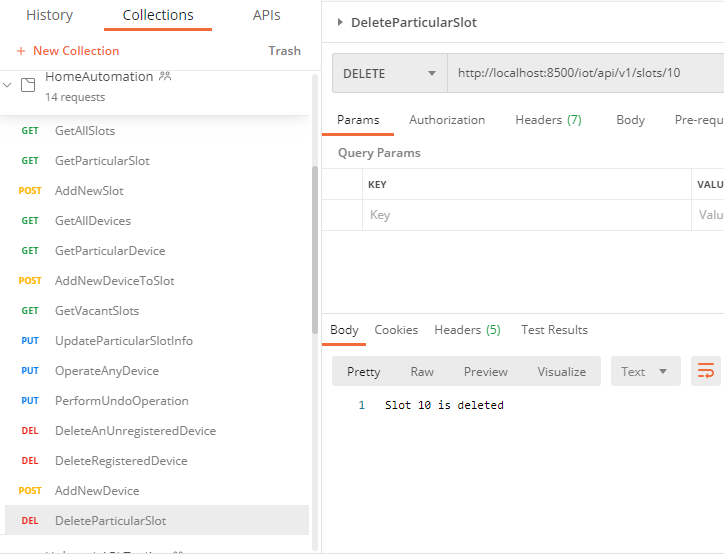 History Collections APIs
+ New Collection Trash
HomeAutomation
14 requests
GET GetAllSlots
GET GetParticularSlot
POST AddNewSlot
GET GetAllDevices
GET GetParticularDevice
POST AddNewDeviceToSlot
GET GetVacantSlots
PUT UpdateParticularSlotInfo
PUT OperateAnyDevice
PUT PerformUndoOperation
DEL DeleteAnUnregisteredDevice
DEL DeleteRegisteredDevice
POST AddNewDevice
DEL DeleteParticularSlot
DeleteParticularSlot
DELETE http://localhost:8500/iot/api/v1/slots/10
Params Authorization Headers (7) Body Pre-requ
Query Params
KEY VALU
Key Valu
Body Cookies Headers (5) Test Results
Pretty Raw Preview Visualize Text
1 Slot 10 is deleted